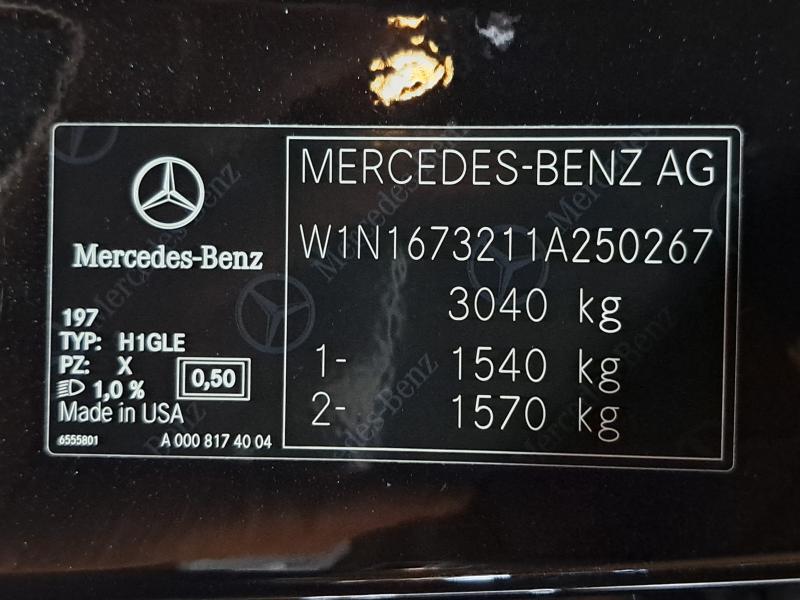 Mercedes-Benz
197
TYP: H1GLE
PZ: X
1,0 %
0,50
Made in USA
6555801 A 000 817 40 04
MERCEDES-BENZ AG
W1N1673211A250267
3040 kg
1- 1540 kg
2- 1570 kg